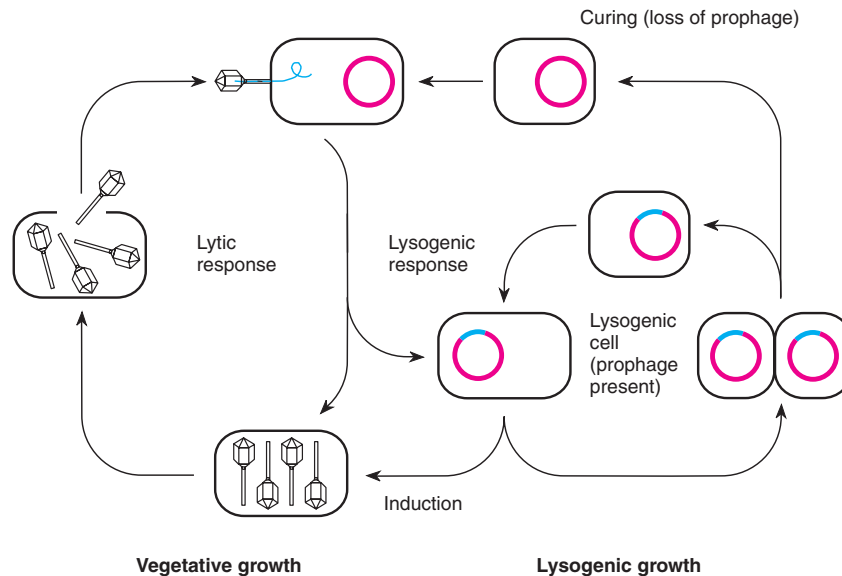 Curing (loss of prophage)
Lytic
response
Lysogenic
response
Lysogenic
cell
(prophage
present)
Induction
Vegetative growth
Lysogenic growth